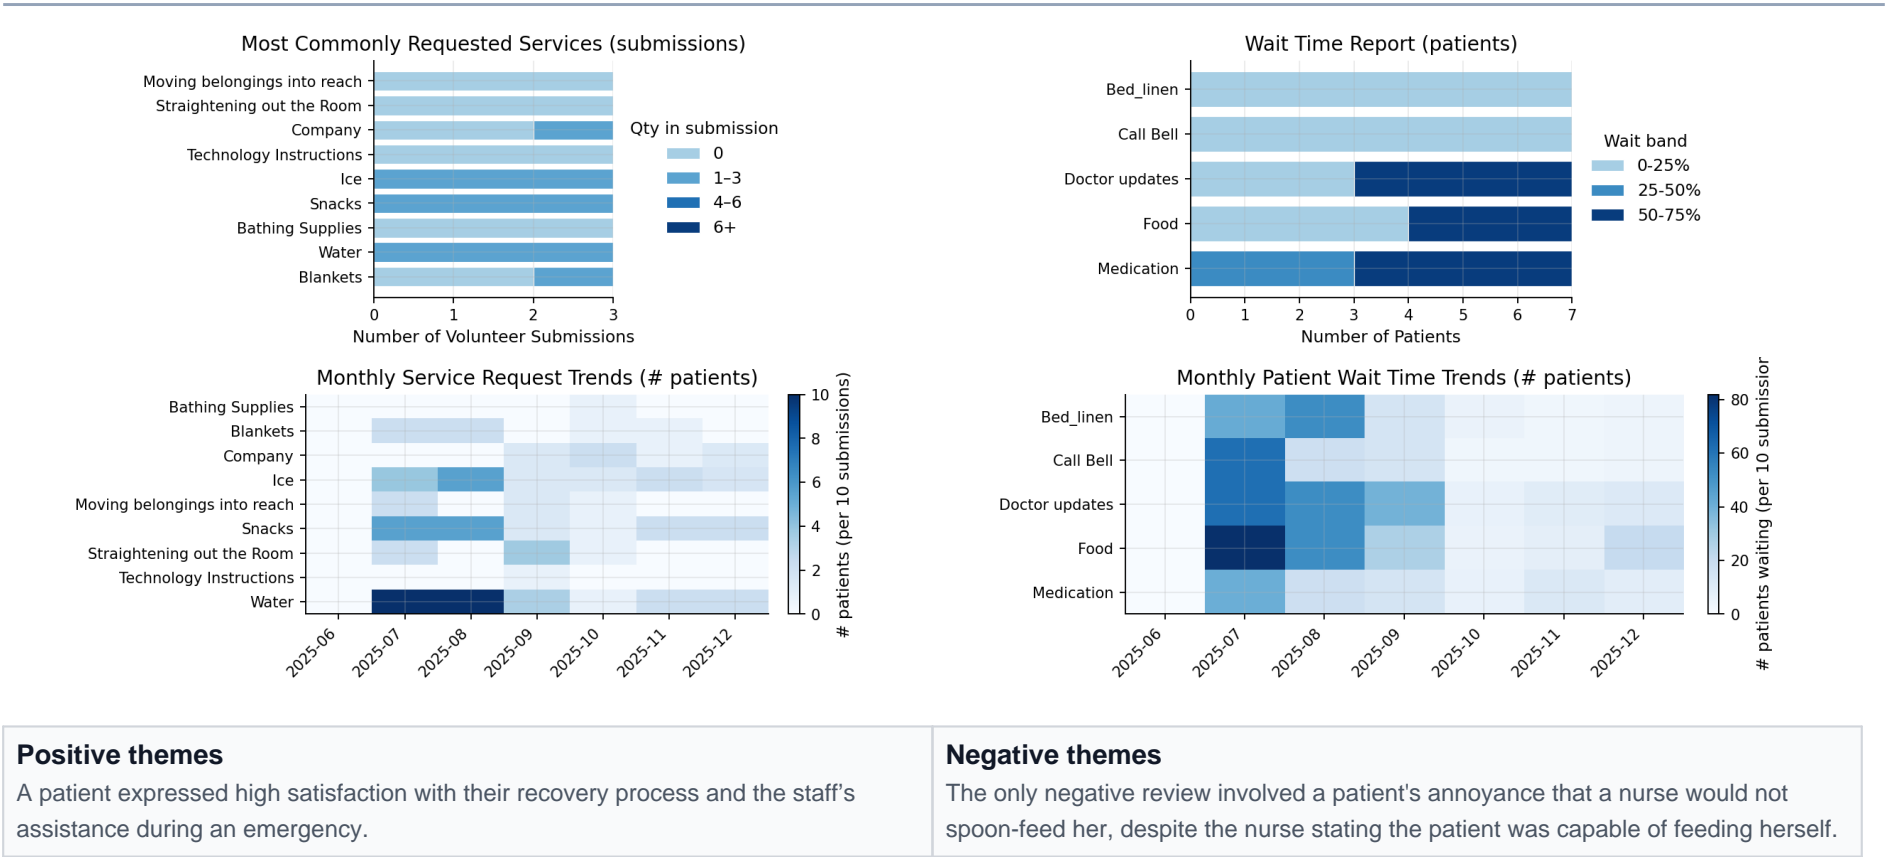 Most Commonly Requested Services (submissions)
Moving belongings into reach
Straightening out the Room
Company
Technology Instructions
Ice
Snacks
Bathing Supplies
Water
Blankets
0 1 2 3
Number of Volunteer Submissions
Qty in submission
0
1–3
4–6
6+
Wait Time Report (patients)
Bed_linen
Call Bell
Doctor updates
Food
Medication
0 1 2 3 4 5 6 7
Number of Patients
Wait band
0-25%
25-50%
50-75%
Monthly Service Request Trends (# patients)
Bathing Supplies
Blankets
Company
Ice
Moving belongings into reach
Snacks
Straightening out the Room
Technology Instructions
Water
2025-06 2025-07 2025-08 2025-09 2025-10 2025-11 2025-12
10
8
6
4
2
0
# patients (per 10 submissions)
Monthly Patient Wait Time Trends (# patients)
Bed_linen
Call Bell
Doctor updates
Food
Medication
2025-06 2025-07 2025-08 2025-09 2025-10 2025-11 2025-12
80
60
40
20
0
# patients waiting (per 10 submission
Positive themes
A patient expressed high satisfaction with their recovery process and the staff’s
assistance during an emergency.
Negative themes
The only negative review involved a patient's annoyance that a nurse would not
spoon-feed her, despite the nurse stating the patient was capable of feeding herself.